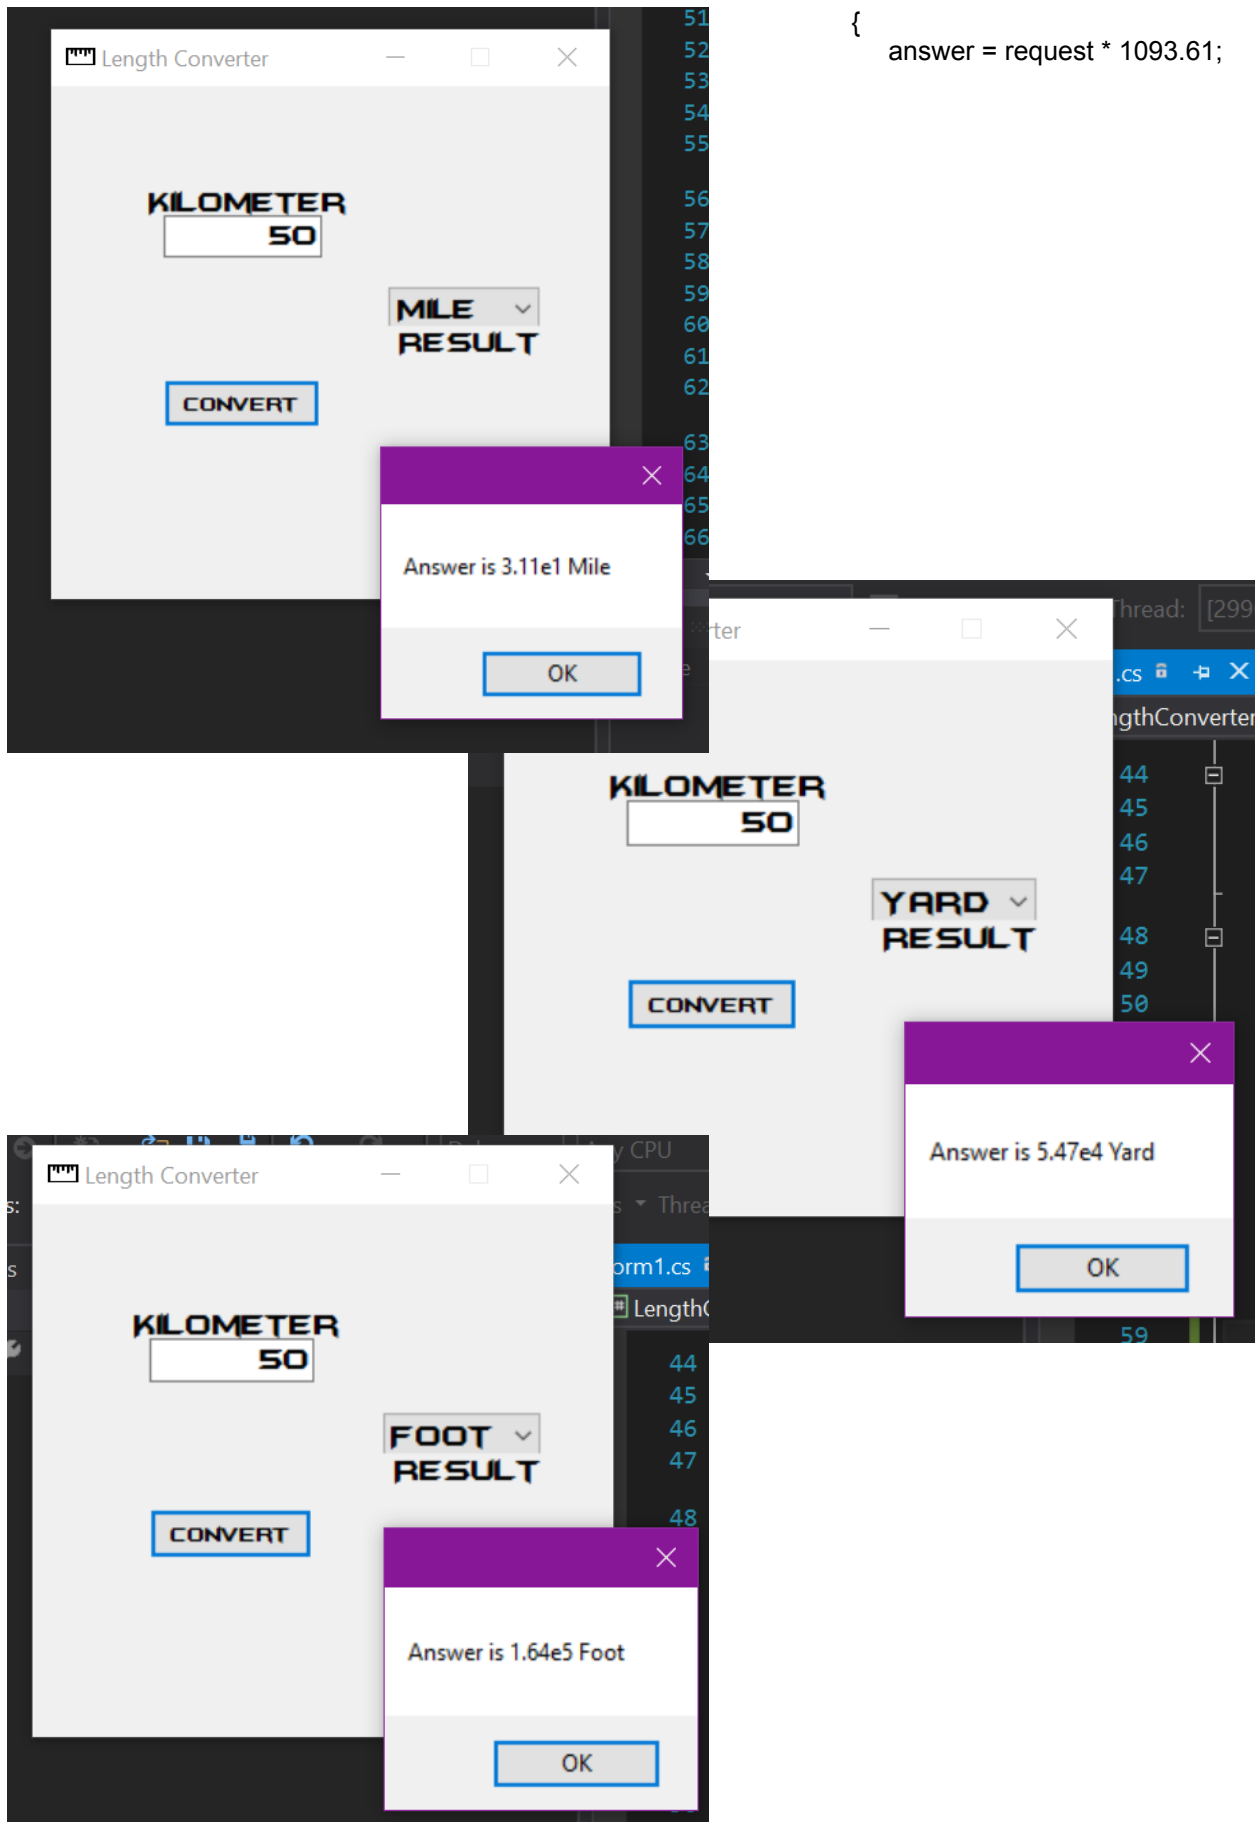 {
answer = request * 1093.61;
Length Converter
KILOMETER
50
MILE
RESULT
CONVERT
Answer is 3.11e1 Mile
OK
51
52
53
54
55
56
57
58
59
60
61
62
63
64
65
66
ter
Thread: [299
.cs
ngthConverter
KILOMETER
50
YARD
RESULT
CONVERT
44
45
46
47
48
49
50
Answer is 5.47e4 Yard
OK
59
Length Converter
y CPU
s Threa
s:
s
orm1.cs
LengthC
KILOMETER
50
FOOT
RESULT
CONVERT
44
45
46
47
48
Answer is 1.64e5 Foot
OK